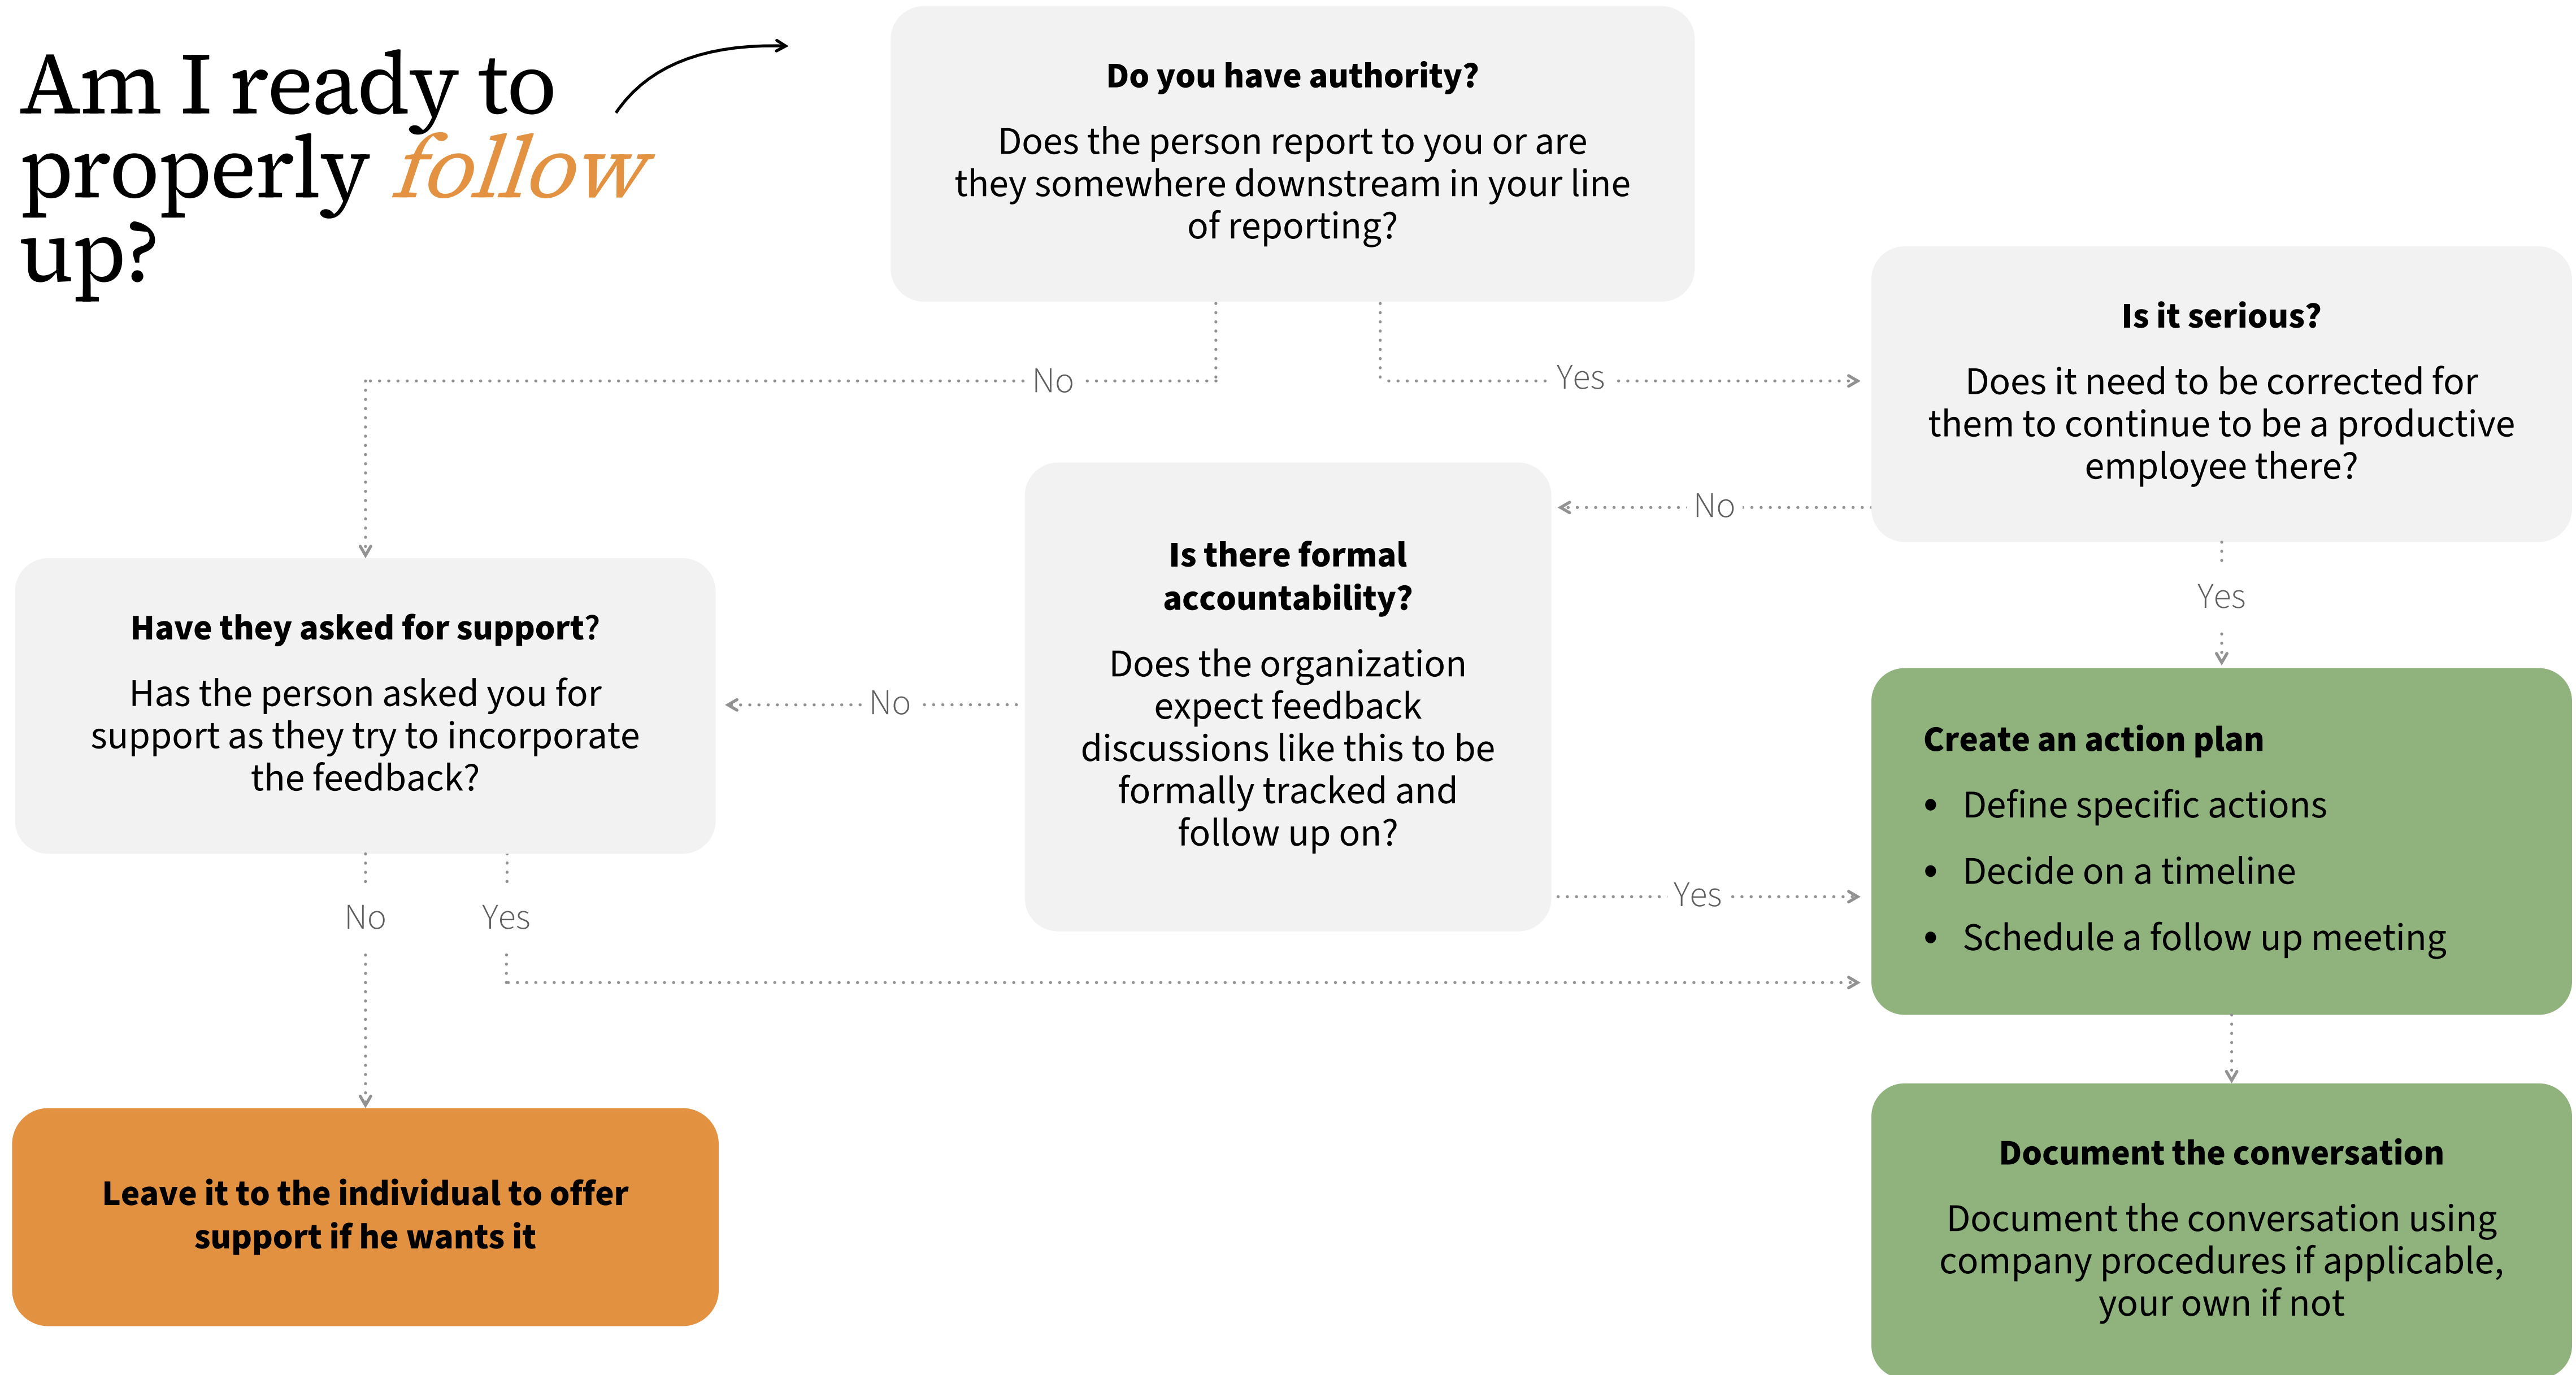 Am I ready to
properly follow
up?
Do you have authority?
Does the person report to you or are
they somewhere downstream in your line
of reporting?
No
Yes
Is it serious?
Does it need to be corrected for
them to continue to be a productive
employee there?
No
Yes
Is there formal
accountability?
Does the organization
expect feedback
discussions like this to be
formally tracked and
follow up on?
No
Yes
Have they asked for support?
Has the person asked you for
support as they try to incorporate
the feedback?
No
Yes
Create an action plan
• Define specific actions
• Decide on a timeline
• Schedule a follow up meeting
Leave it to the individual to offer
support if he wants it
Document the conversation
Document the conversation using
company procedures if applicable,
your own if not